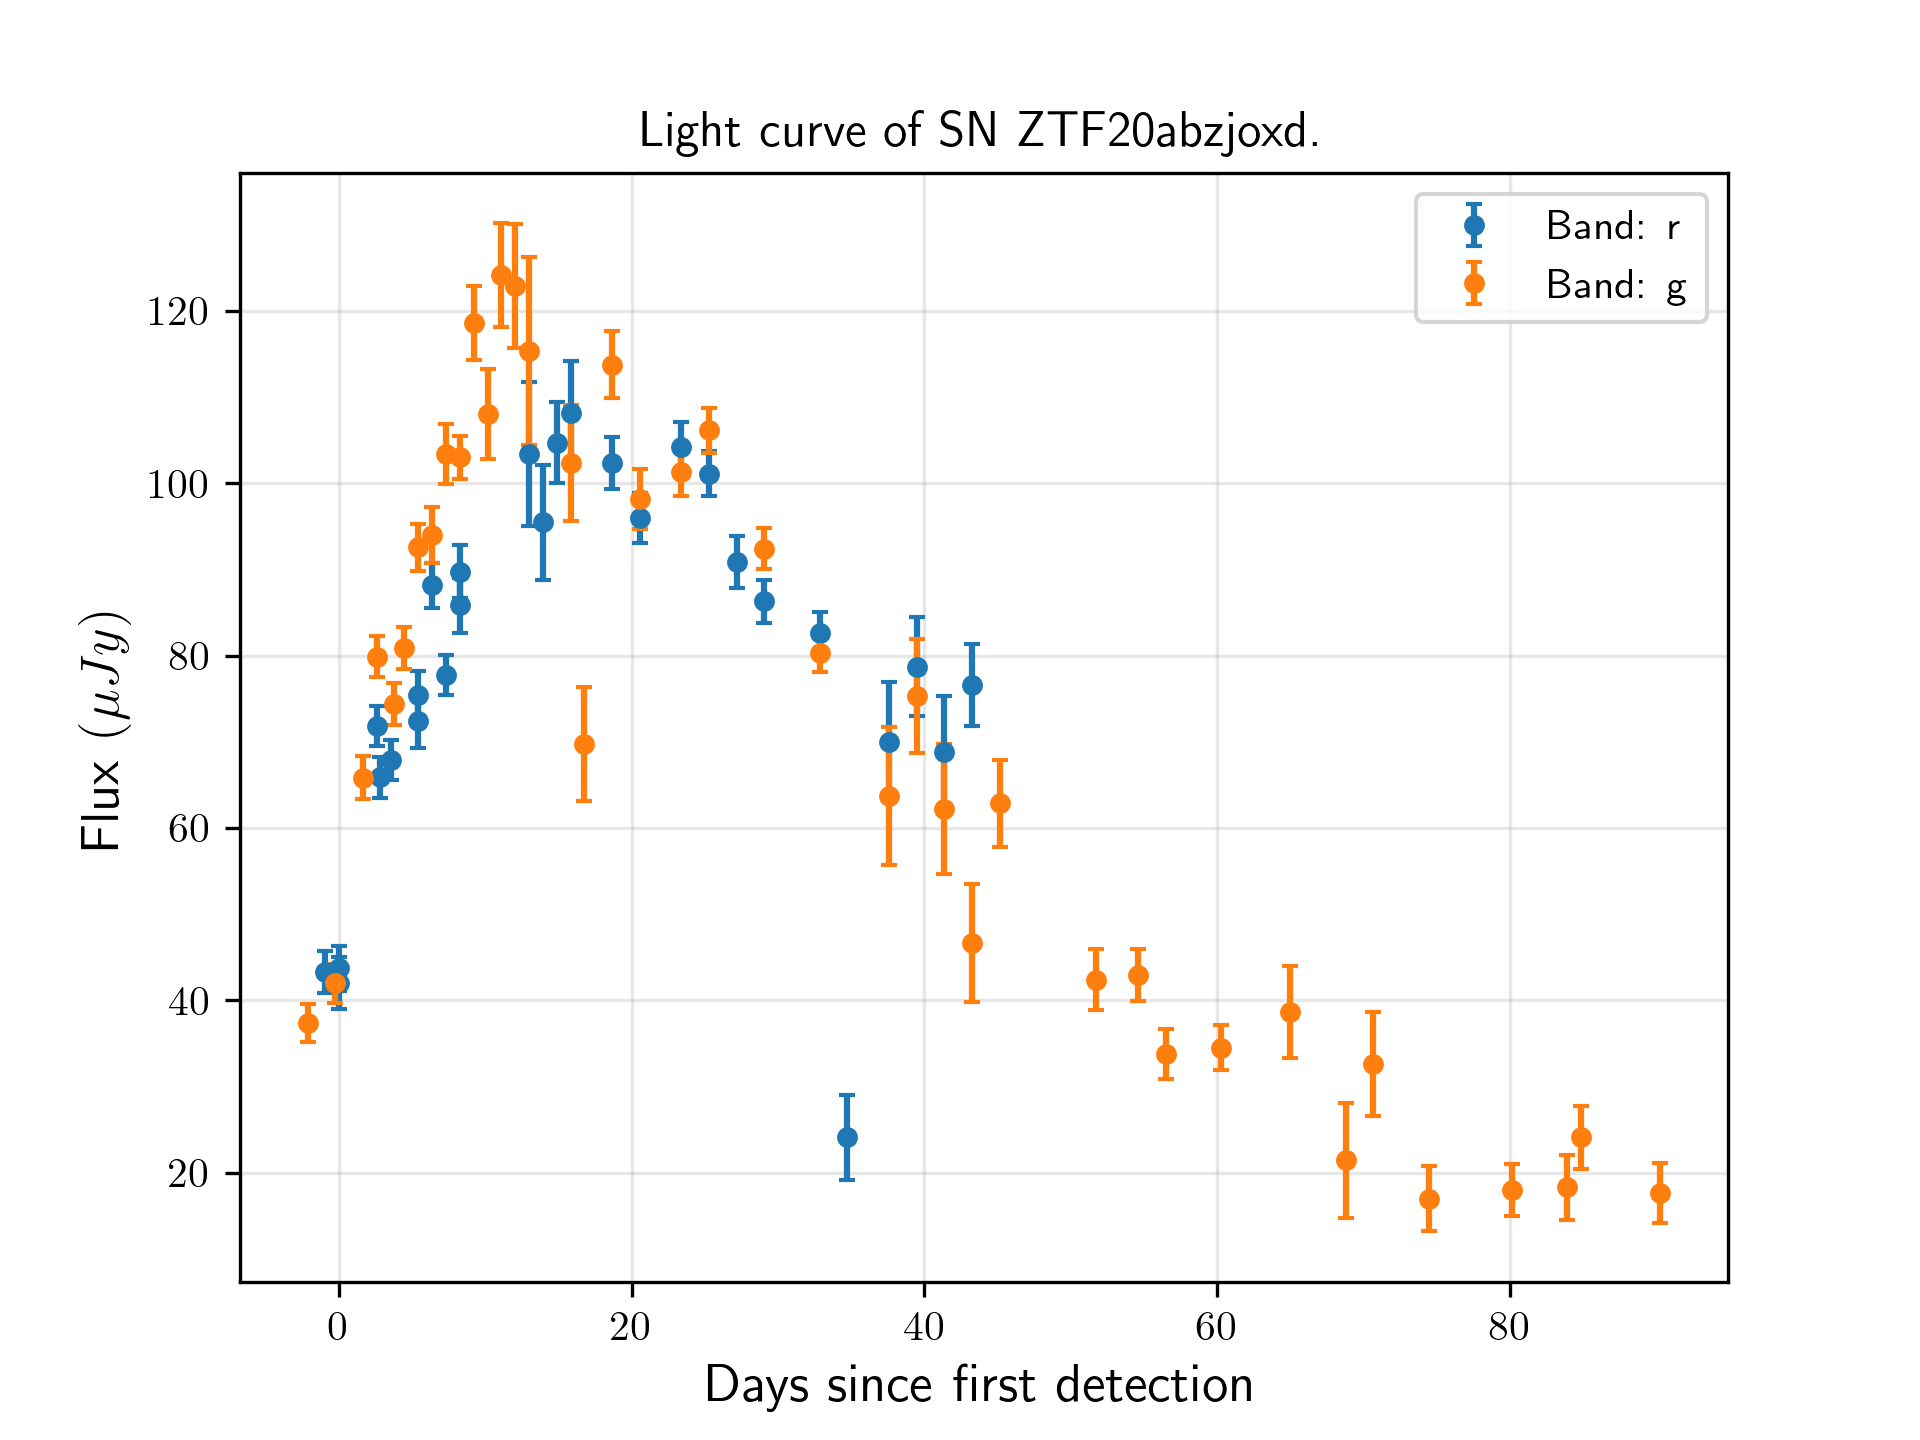 Light curve of SN ZTF20abzjoxd.
Band: r
Band: g
Flux (μJy)
120
100
80
60
40
20
0 20 40 60 80
Days since first detection